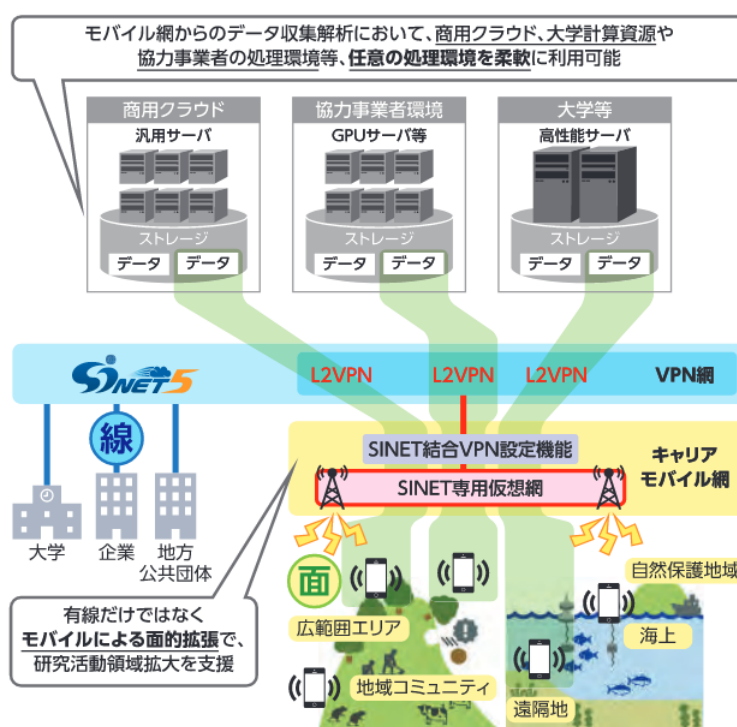 モバイル網からのデータ収集解析において、商用クラウド、大学計算資源や
協力事業者の処理環境等、任意の処理環境を柔軟に利用可能
商用クラウド
汎用サーバ
ストレージ
データ
データ
協力事業者環境
GPUサーバ等
ストレージ
データ
データ
大学等
高性能サーバ
ストレージ
データ
データ
SINET5
L2VPN
L2VPN
L2VPN
VPN網
線
大学
企業
地方
公共団体
SINET結合VPN設定機能
SINET専用仮想網
キャリア
モバイル網
有線だけではなく
モバイルによる面的拡張で、
研究活動領域拡大を支援
面
広範囲エリア
地域コミュニティ
自然保護地域
海上
遠隔地